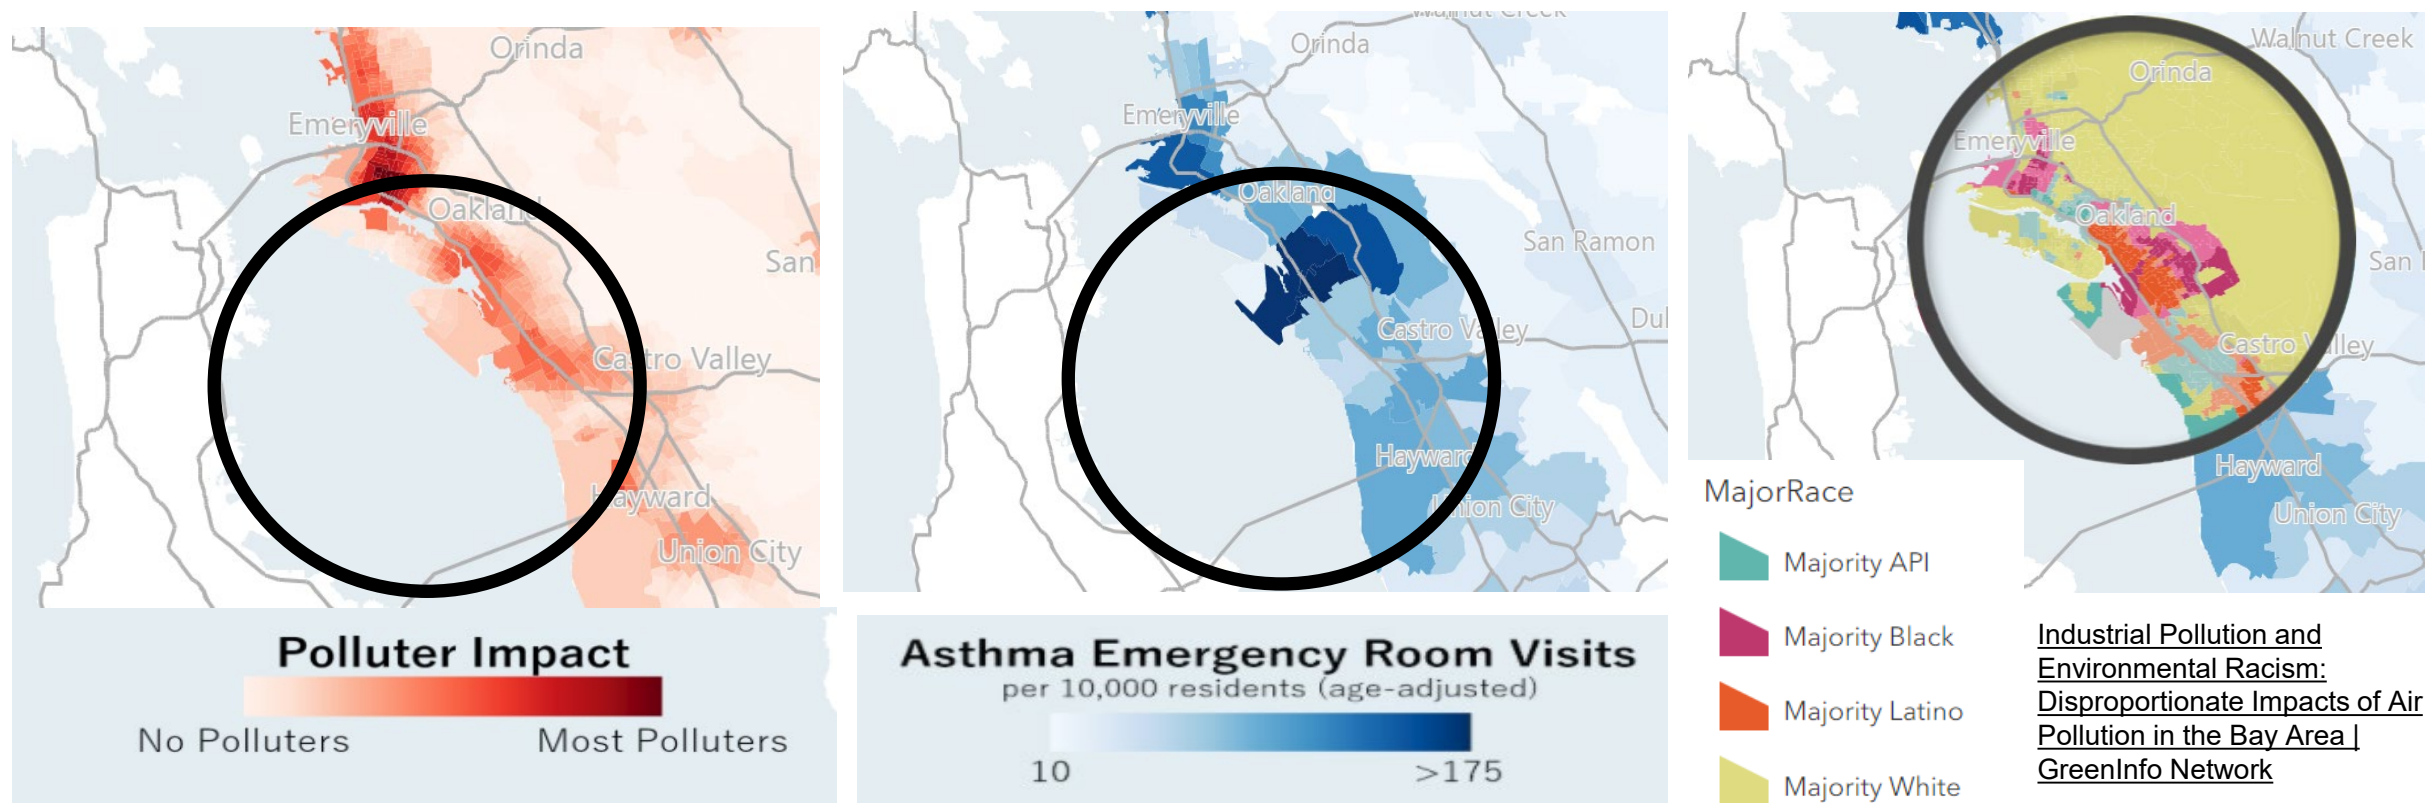 Orinda
Emeryville
Oakland
San
Castro Valley
Hayward
Union City
Polluter Impact
No Polluters
Most Polluters
Walnut Creek
Orinda
Emeryville
Oakland
San Ramon
Castro Valley
Dul
Hayward
Union City
Asthma Emergency Room Visits
per 10,000 residents (age-adjusted)
10
>175
Walnut Creek
Orinda
Emeryville
Oakland
San
Castro Valley
Hayward
Union City
MajorRace
Majority API
Majority Black
Majority Latino
Majority White
Industrial Pollution and
Environmental Racism:
Disproportionate Impacts of Air
Pollution in the Bay Area |
GreenInfo Network